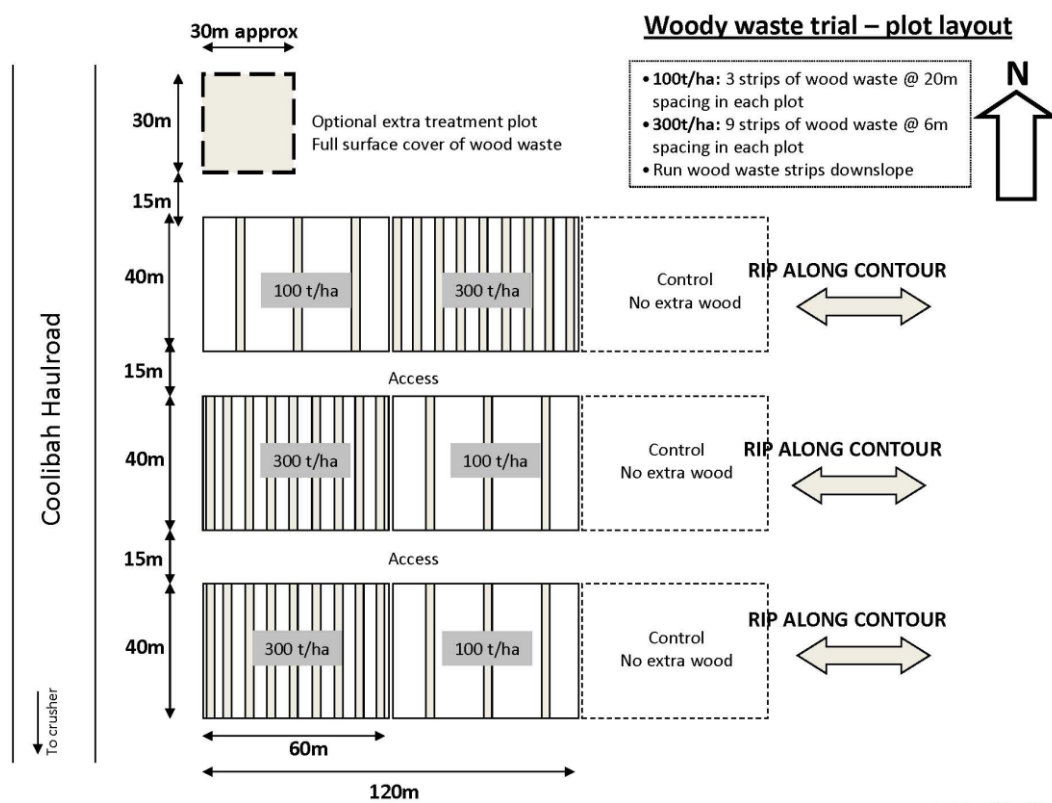 Woody waste trial – plot layout
30m approx
• 100t/ha: 3 strips of wood waste @ 20m
spacing in each plot
• 300t/ha: 9 strips of wood waste @ 6m
spacing in each plot
• Run wood waste strips downslope
N
30m
Optional extra treatment plot
Full surface cover of wood waste
15m
40m
100 t/ha
300 t/ha
Control
No extra wood
RIP ALONG CONTOUR
15m
Access
40m
300 t/ha
100 t/ha
Control
No extra wood
RIP ALONG CONTOUR
15m
Access
40m
300 t/ha
100 t/ha
Control
No extra wood
RIP ALONG CONTOUR
Coolibah Haulroad
To crusher
60m
120m